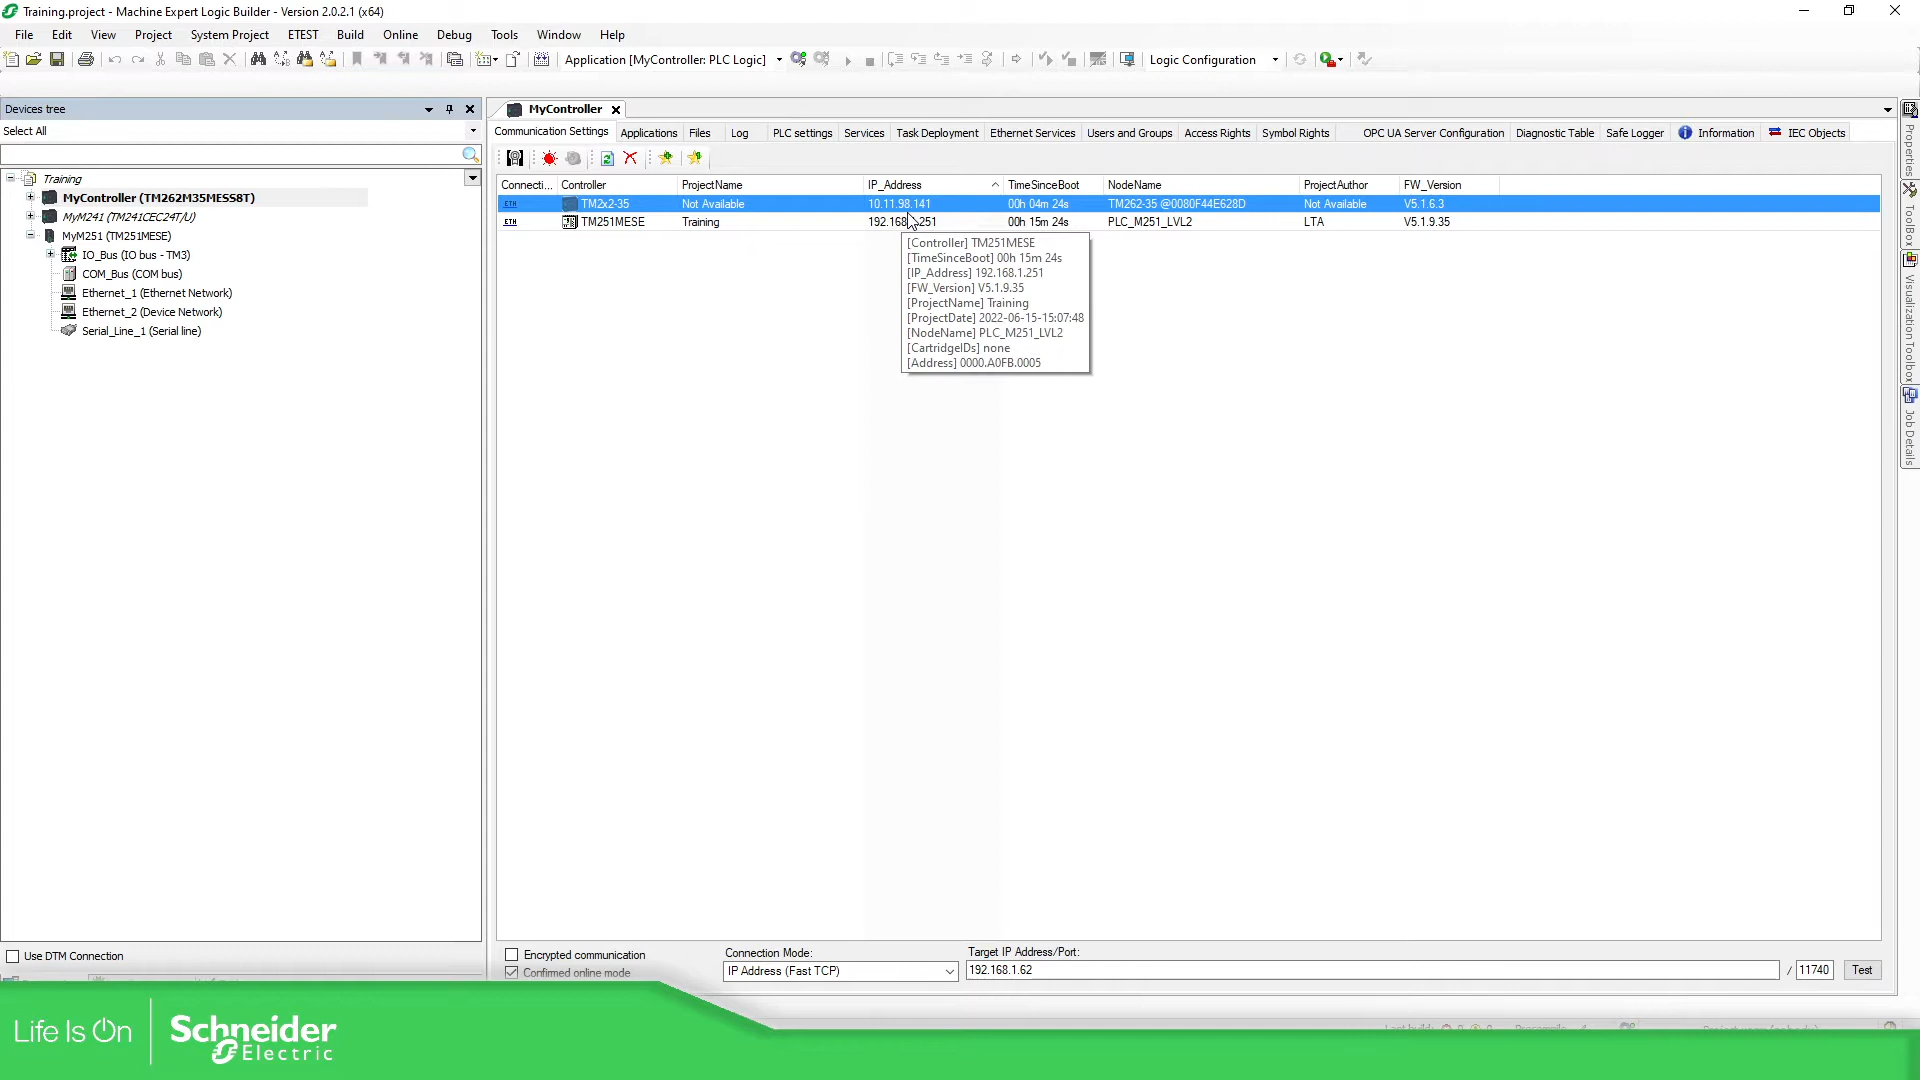 Training.project - Machine Expert Logic Builder - Version 2.0.2.1 (x64)
File Edit View Project System Project ETEST Build Online Debug Tools Window Help
Application [MyController: PLC Logic]
Logic Configuration
Devices tree
Select All
Training
MyController (TM262M35MESS8T)
MyM241 (TM241CEC24T/U)
MyM251 (TM251MESE)
IO_Bus (IO bus - TM3)
COM_Bus (COM bus)
Ethernet_1 (Ethernet Network)
Ethernet_2 (Device Network)
Serial_Line_1 (Serial line)
Use DTM Connection
MyController
Communication Settings Applications Files Log PLC settings Services Task Deployment Ethernet Services Users and Groups Access Rights Symbol Rights OPC UA Server Configuration Diagnostic Table Safe Logger Information IEC Objects
Connecti... Controller ProjectName IP_Address TimeSinceBoot NodeName ProjectAuthor FW_Version
ETH TM2x2-35 Not Available 10.11.98.141 00h 04m 24s TM262-35 @0080F44E628D Not Available V5.1.6.3
ETH TM251MESE Training 192.168.1.251 00h 15m 24s PLC_M251_LVL2 LTA V5.1.9.35
[Controller] TM251MESE
[TimeSinceBoot] 00h 15m 24s
[IP_Address] 192.168.1.251
[FW_Version] V5.1.9.35
[ProjectName] Training
[ProjectDate] 2022-06-15-15:07:48
[NodeName] PLC_M251_LVL2
[CartridgeIDs] none
[Address] 0000.A0FB.0005
Encrypted communication
Confirmed online mode
Connection Mode:
IP Address (Fast TCP)
Target IP Address/Port:
192.168.1.62 / 11740 Test
Properties
ToolBox
Visualization Toolbox
Job Details
Life Is On
Schneider
Electric